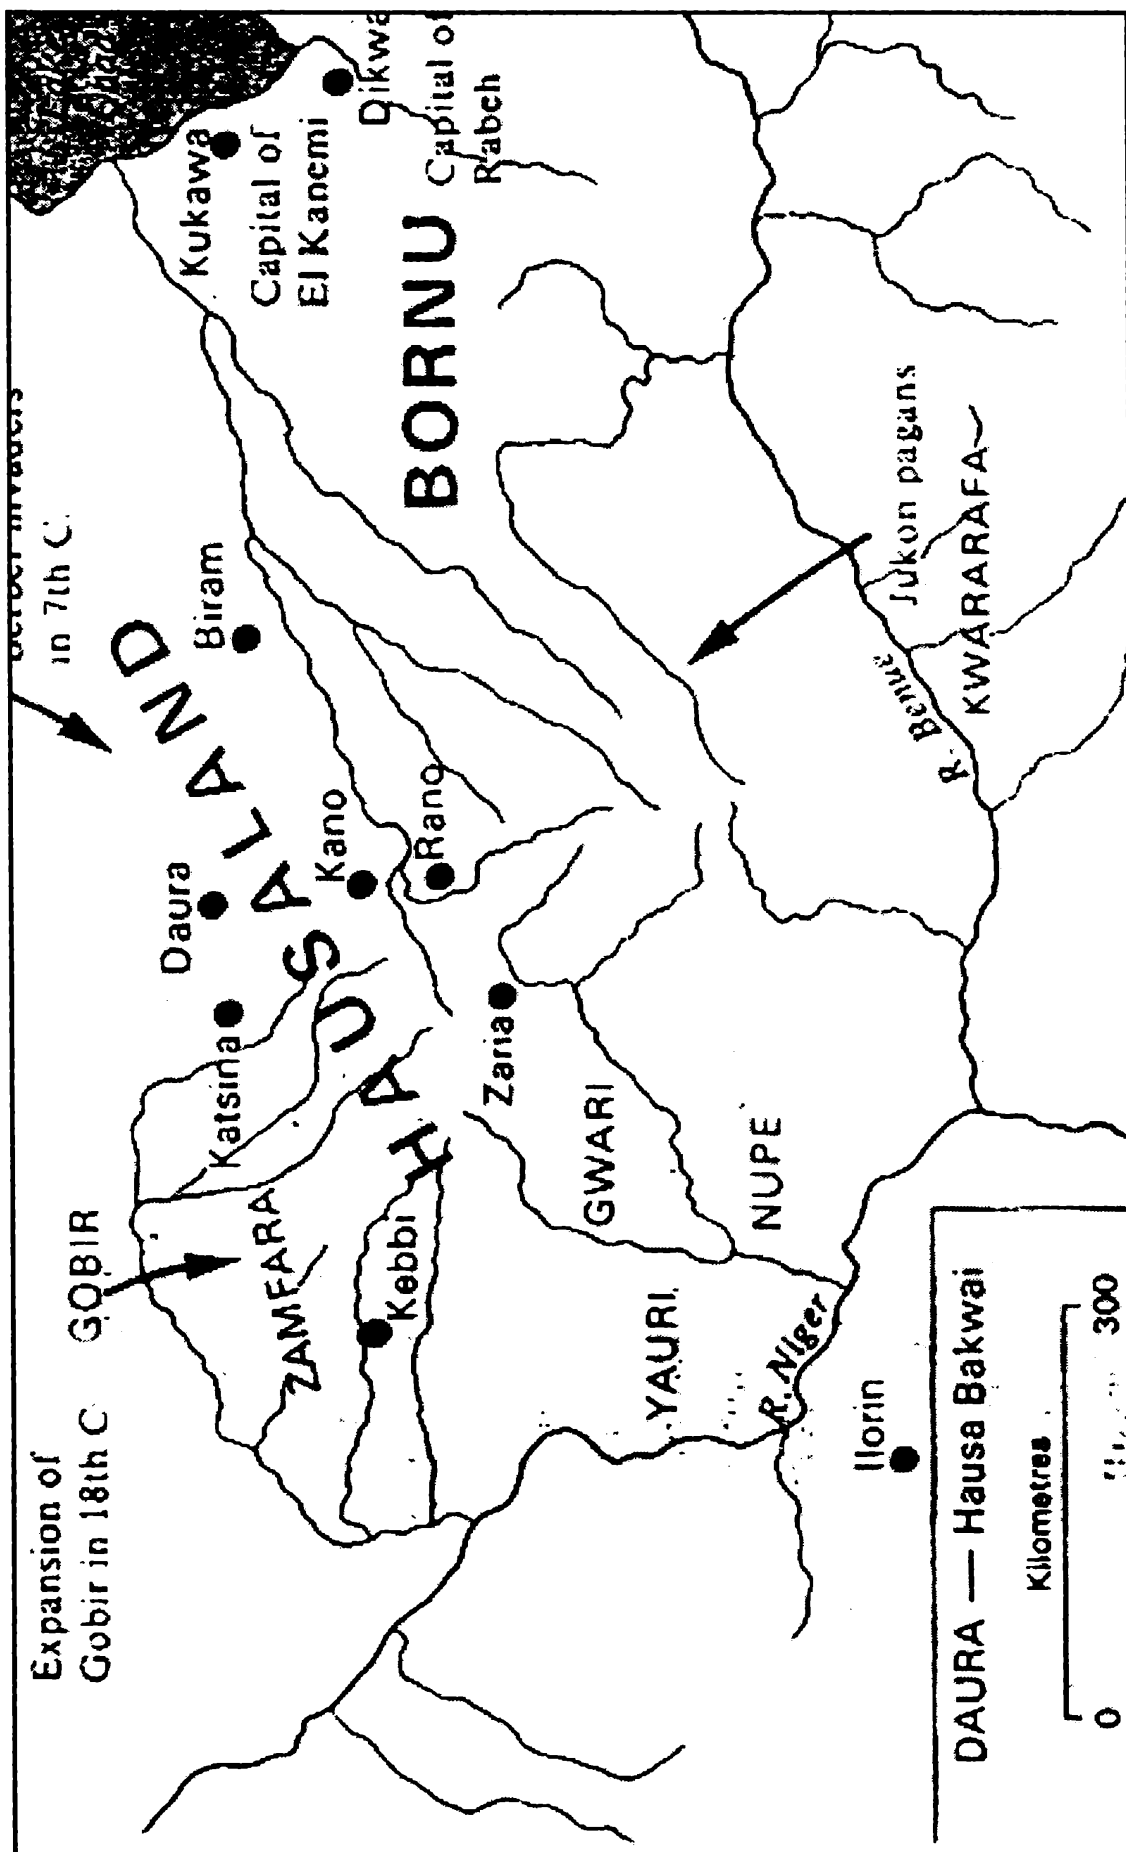 Expansion of
Gobir in 18th C
GOBIR
in 7th C.
HAUSALAND
ZAMFARA
Katsina
Daura
Biram
Kukawa
Capital of
El Kanemi
Dikwa
Capital of
Rabeh
BORNU
Kebbi
Kano
Rano
Zaria
GWARI
YAURI
NUPE
R. Niger
Ilorin
R. Benue
Jukon pagans
KWARARAFA
DAURA — Hausa Bakwai
Kilometres
0 300